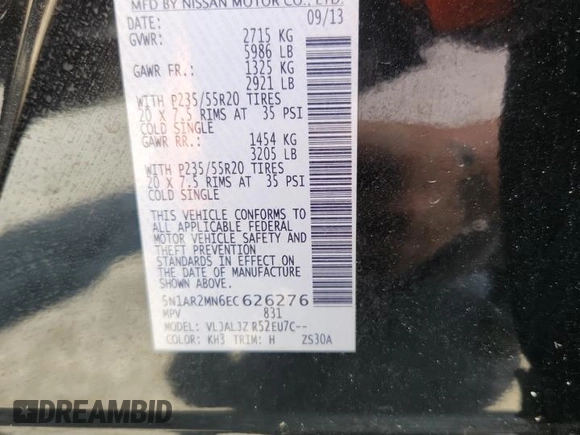 MFD BY NISSAN MOTOR CO., LTD.
DATE: 09/13
GVWR: 2715 KG
5986 LB
GAWR FR.: 1325 KG
2921 LB
WITH P235/55R20 TIRES
20 X 7.5 RIMS AT 35 PSI
COLD SINGLE
GAWR RR.: 1454 KG
3205 LB
WITH P235/55R20 TIRES
20 X 7.5 RIMS AT 35 PSI
COLD SINGLE
THIS VEHICLE CONFORMS TO
ALL APPLICABLE FEDERAL
MOTOR VEHICLE SAFETY AND
THEFT PREVENTION
STANDARDS IN EFFECT ON
THE DATE OF MANUFACTURE
SHOWN ABOVE.
5N1AR2MN6EC626276
MPV 831
MODEL: VLJALJZ R52EU7C--
COLOR: KH3 TRIM: H ZS30A
DREAMBID